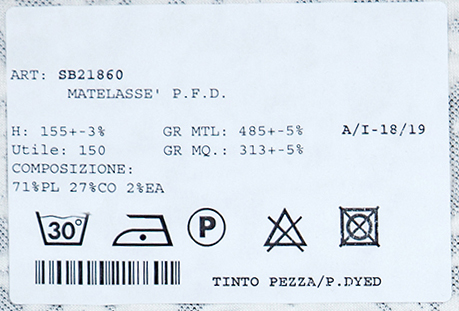 ART: SB21860
MATELASSE' P.F.D.
H: 155+-3% GR MTL: 485+-5% A/I-18/19
Utile: 150 GR MQ.: 313+-5%
COMPOSIZIONE:
71%PL 27%CO 2%EA
30° P
TINTO PEZZA/P.DYED